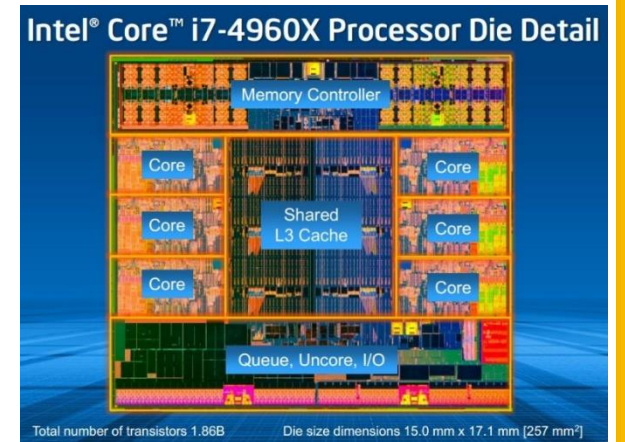 Intel® Core™ i7-4960X Processor Die Detail
Memory Controller
Core
Core
Shared
L3 Cache
Core
Core
Core
Core
Queue, Uncore, I/O
Total number of transistors 1.86B
Die size dimensions 15.0 mm x 17.1 mm [257 mm²]